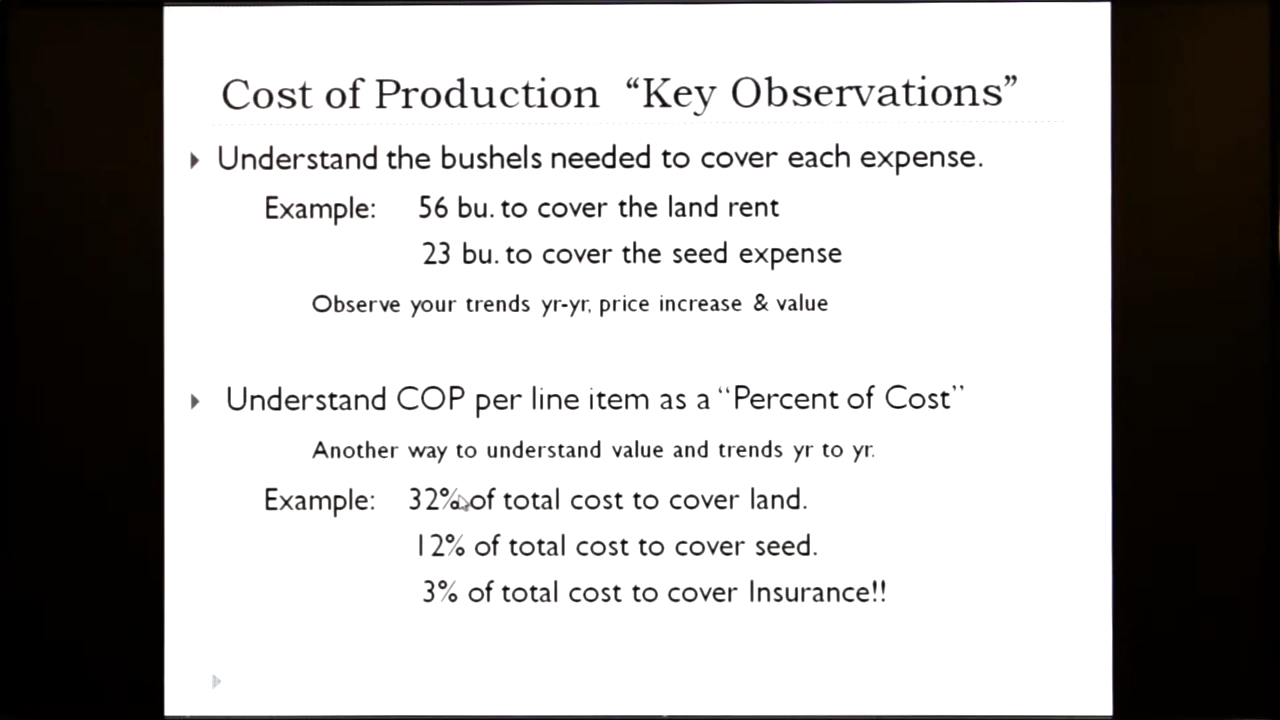 Cost of Production “Key Observations”
Understand the bushels needed to cover each expense.
Example: 56 bu. to cover the land rent
23 bu. to cover the seed expense
Observe your trends yr-yr, price increase & value
Understand COP per line item as a “Percent of Cost”
Another way to understand value and trends yr to yr.
Example: 32% of total cost to cover land.
12% of total cost to cover seed.
3% of total cost to cover Insurance!!